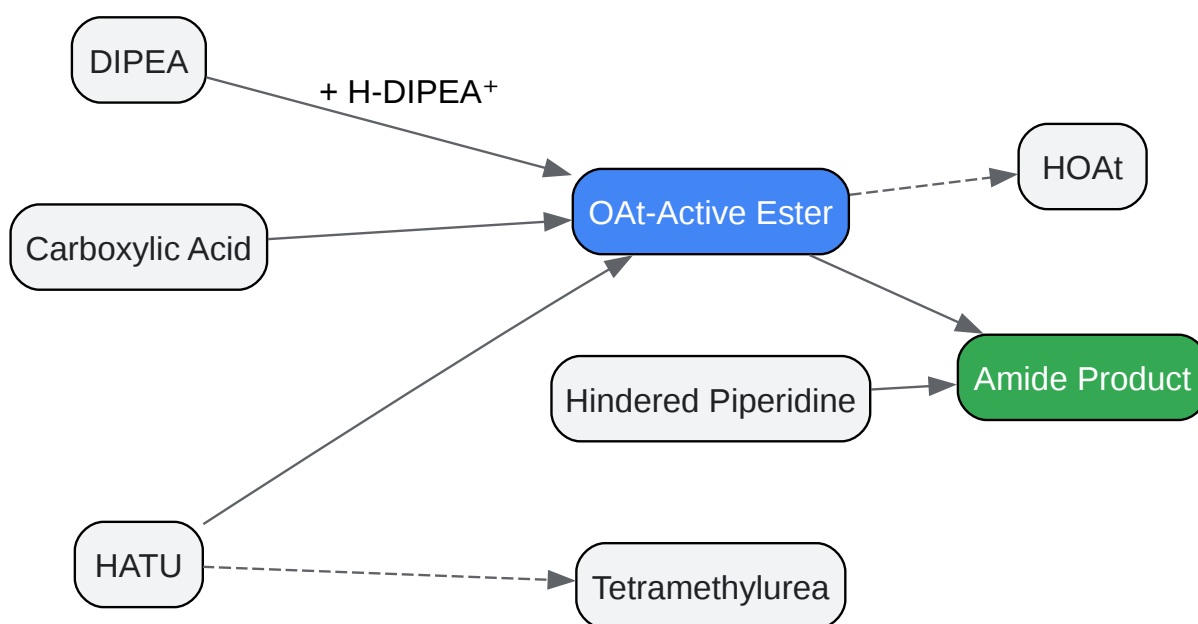 DIPEA
+ H-DIPEA⁺
HOAt
OAt-Active Ester
Carboxylic Acid
Amide Product
Hindered Piperidine
HATU
Tetramethylurea